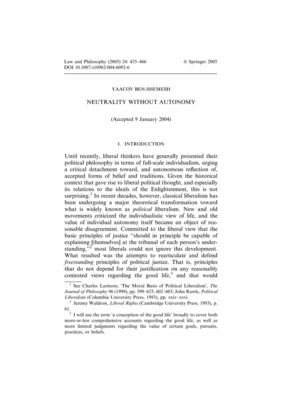 Law and Philosophy (2005) 24: 435–466 © Springer 2005
DOI 10.1007/s10982-004-6092-6
YAACOV BEN-SHEMESH
NEUTRALITY WITHOUT AUTONOMY
(Accepted 9 January 2004)
I. INTRODUCTION
Until recently, liberal thinkers have generally presented their
political philosophy in terms of full-scale individualism, urging
a critical detachment toward, and autonomous reflection of,
accepted forms of belief and traditions. Given the historical
context that gave rise to liberal political thought, and especially
its relations to the ideals of the Enlightenment, this is not
surprising.1 In recent decades, however, classical liberalism has
been undergoing a major theoretical transformation toward
what is widely known as political liberalism. New and old
movements criticized the individualistic view of life, and the
value of individual autonomy itself became an object of rea-
sonable disagreement. Committed to the liberal view that the
basic principles of justice “should in principle be capable of
explaining [themselves] at the tribunal of each person’s under-
standing,”2 most liberals could not ignore this development.
What resulted was the attempts to rearticulate and defend
freestanding principles of political justice. That is, principles
that do not depend for their justification on any reasonably
contested views regarding the good life,3 and that would
1 See Charles Larmore, ‘The Moral Basis of Political Liberalism’, The
Journal of Philosophy 96 (1999), pp. 599–625, 602–603; John Rawls, Political
Liberalism (Columbia University Press, 1993), pp. xxiv–xxvi.
2 Jeremy Waldron, Liberal Rights (Cambridge University Press, 1993), p.
61.
3 I will use the term ‘a conception of the good life’ broadly to cover both
more-or-less comprehensive accounts regarding the good life, as well as
more limited judgments regarding the value of certain goals, pursuits,
practices, or beliefs.